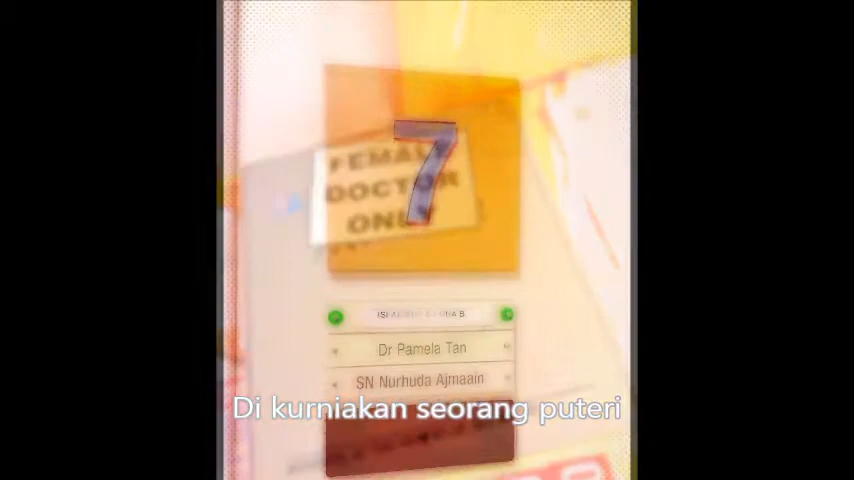 7
FEMALE
DOCTOR
ONLY
Dr Pamela Tan
SN Nurhuda Ajmaain
Di kurniakan seorang puteri